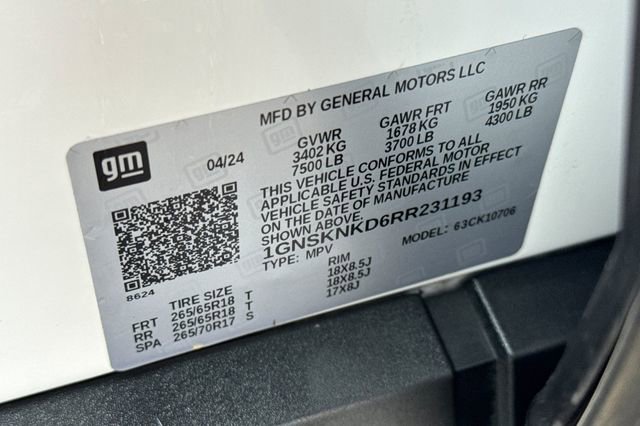 MFD BY GENERAL MOTORS LLC
gm
04/24
GVWR GAWR FRT GAWR RR
3402 KG 1678 KG 1950 KG
7500 LB 3700 LB 4300 LB
THIS VEHICLE CONFORMS TO ALL
APPLICABLE U.S. FEDERAL MOTOR
VEHICLE SAFETY STANDARDS IN EFFECT
ON THE DATE OF MANUFACTURE
SHOWN ABOVE.
1GNSKNKD6RR231193
TYPE: MPV MODEL: 63CK10706
8624
TIRE SIZE RIM
FRT 265/65R18 T 18X8.5J
RR 265/65R18 T 18X8.5J
SPA 265/70R17 S 17X8J